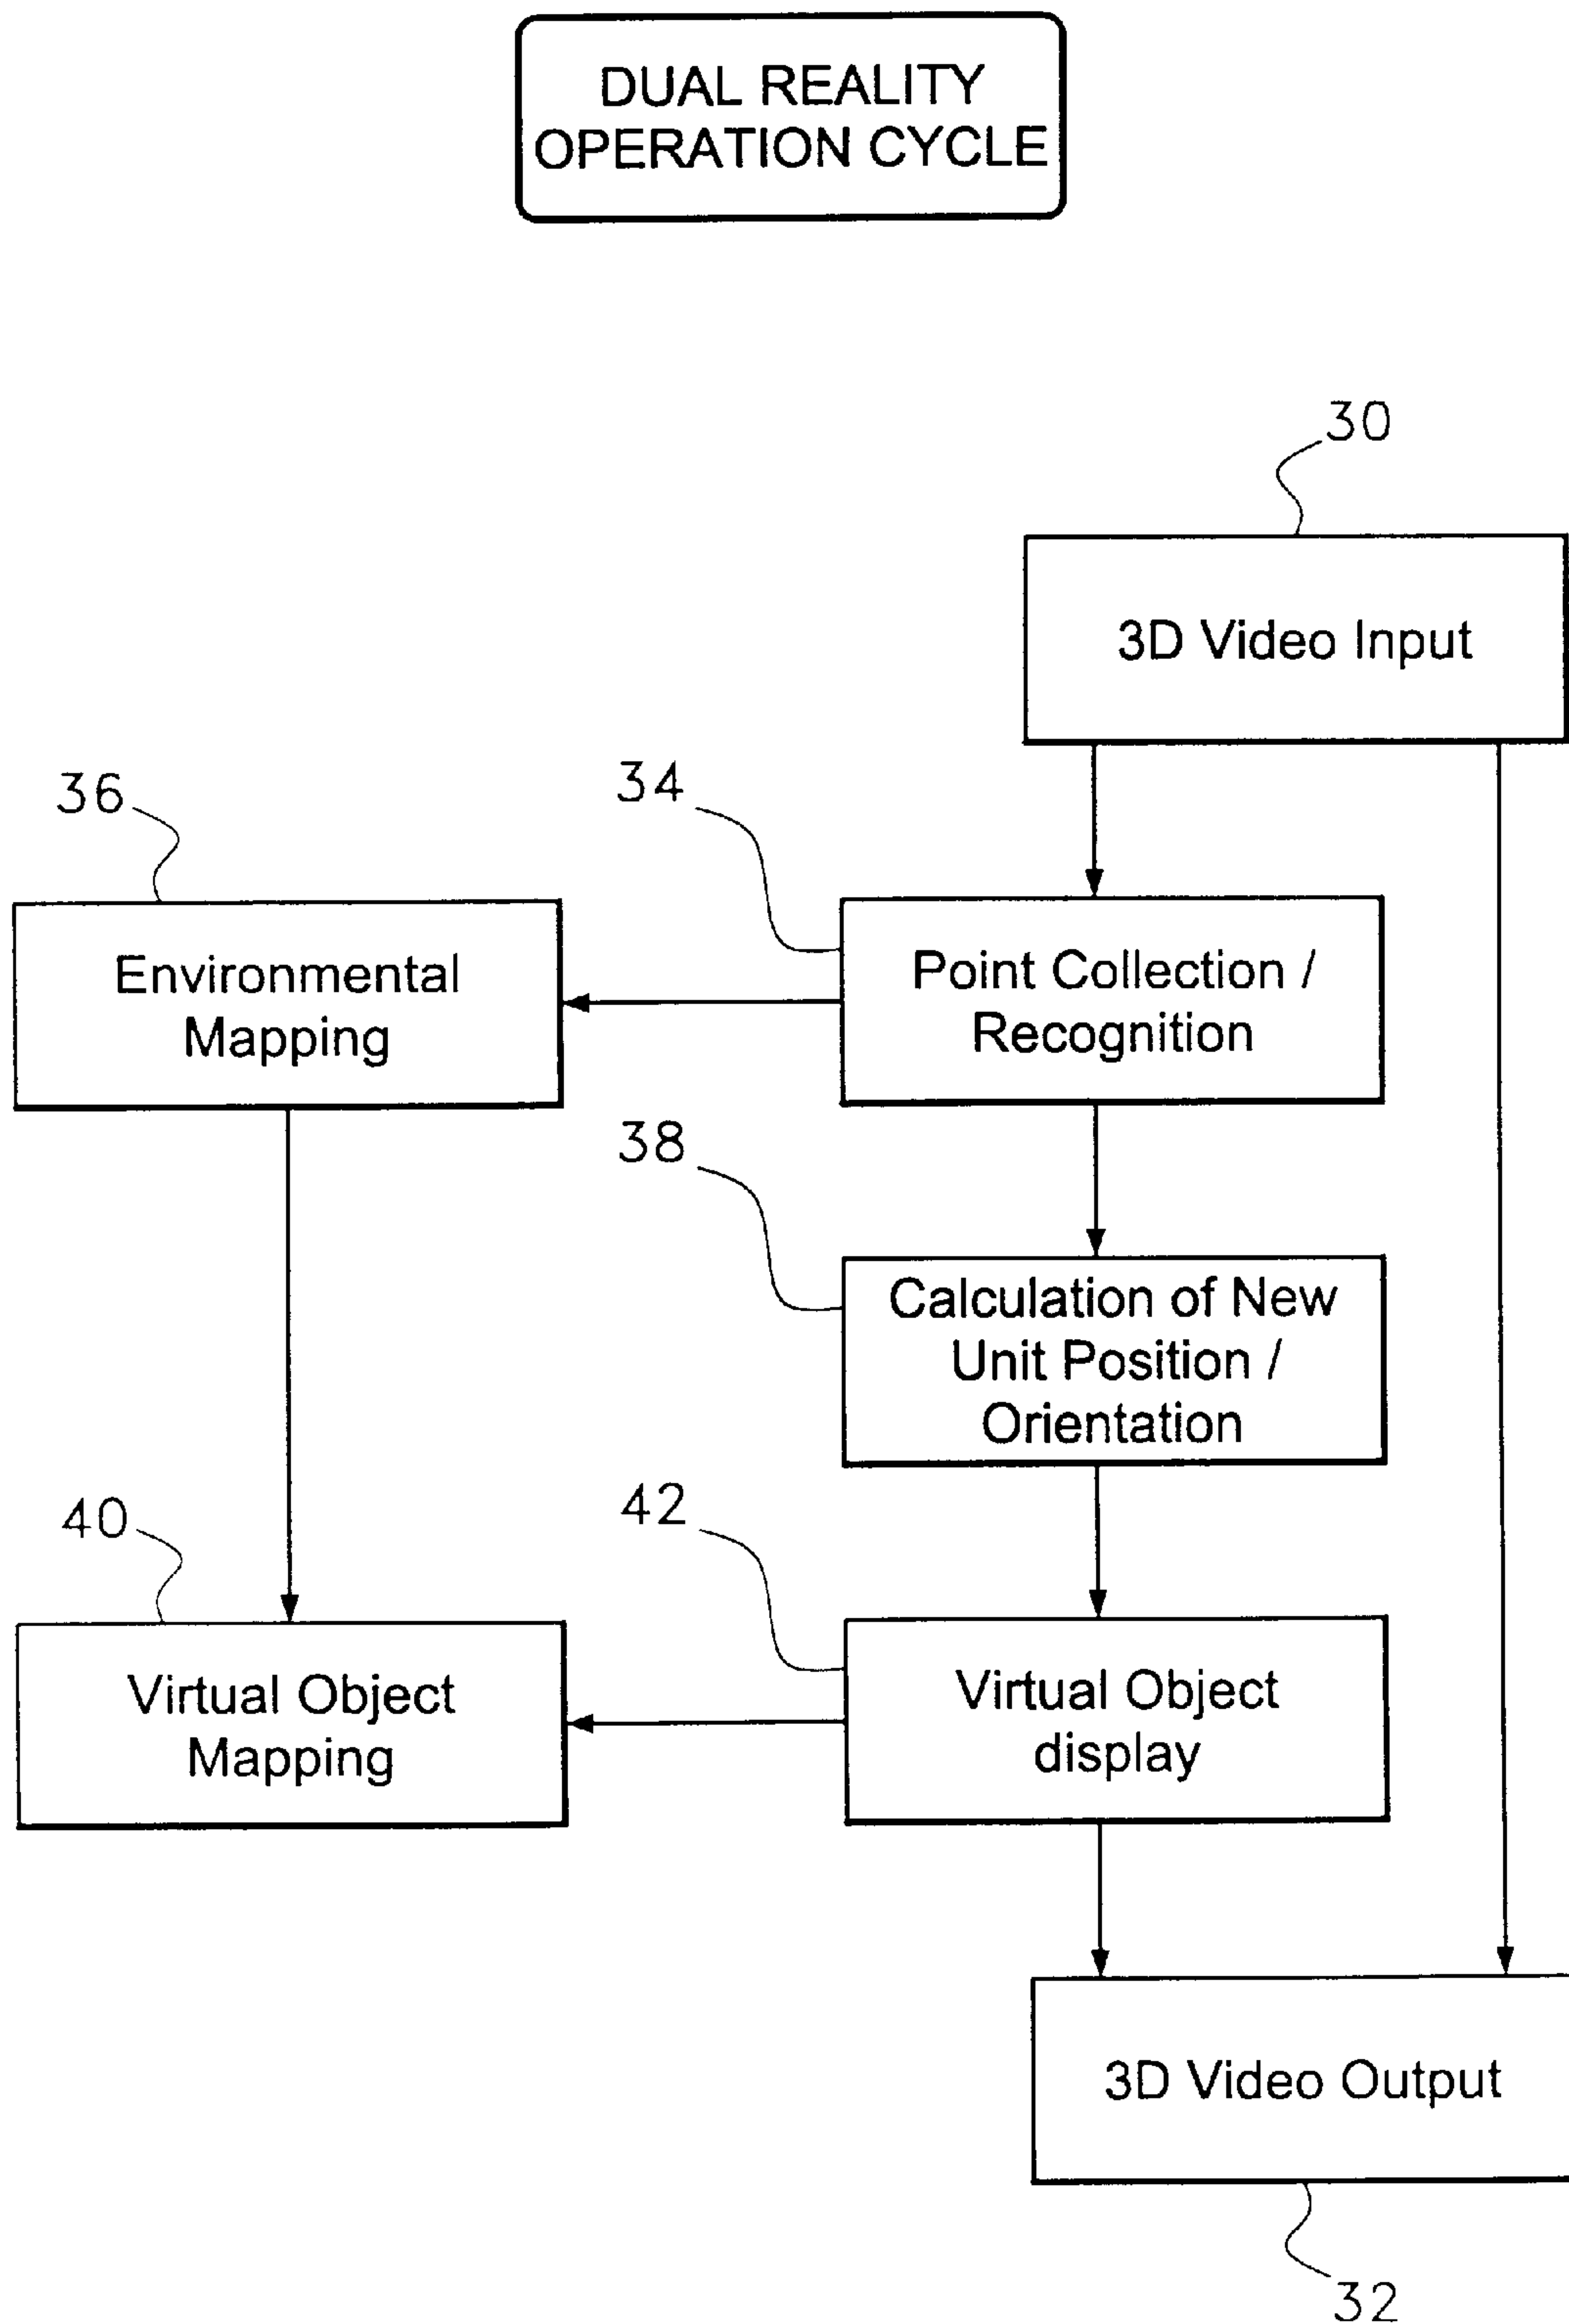 DUAL REALITY
OPERATION CYCLE
30
3D Video Input
36
34
Environmental
Mapping
Point Collection /
Recognition
38
Calculation of New
Unit Position /
Orientation
40
42
Virtual Object
Mapping
Virtual Object
display
3D Video Output
32